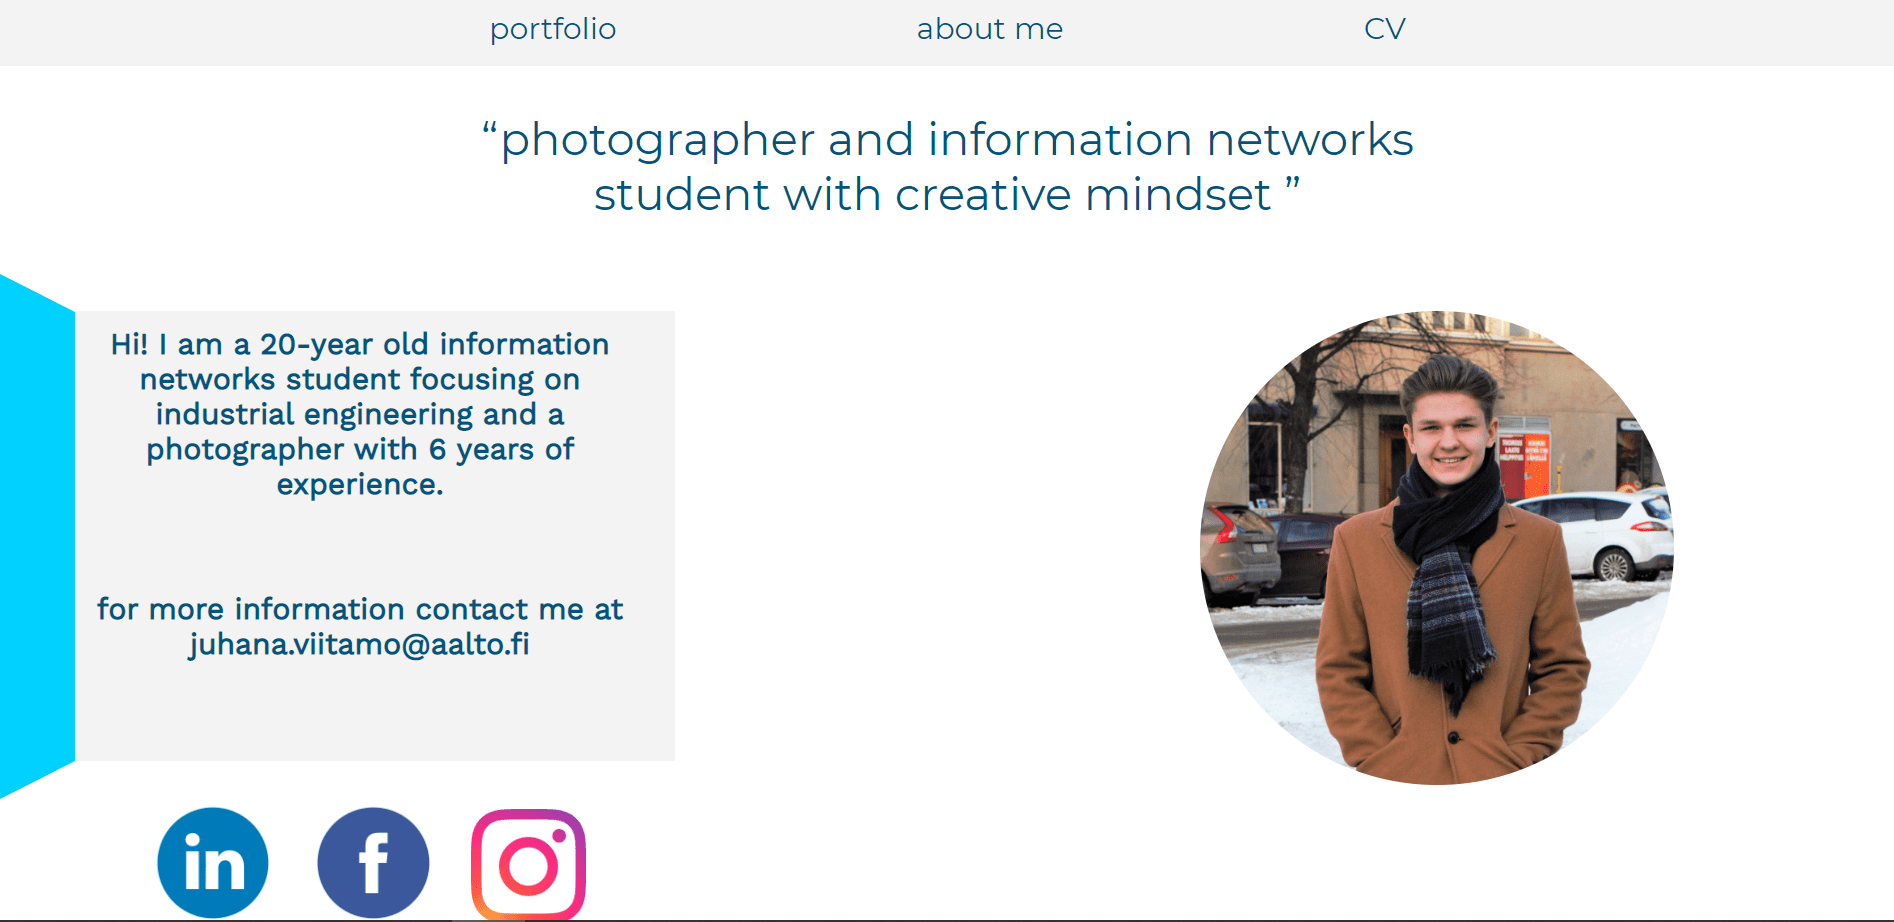 portfolio about me CV
“photographer and information networks
student with creative mindset ”
Hi! I am a 20-year old information
networks student focusing on
industrial engineering and a
photographer with 6 years of
experience.
for more information contact me at
juhana.viitamo@aalto.fi
in f